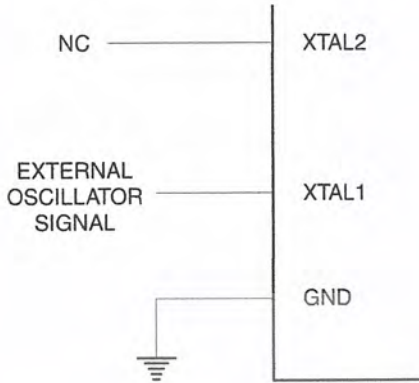 NC
XTAL2
EXTERNAL
OSCILLATOR
SIGNAL
XTAL1
GND